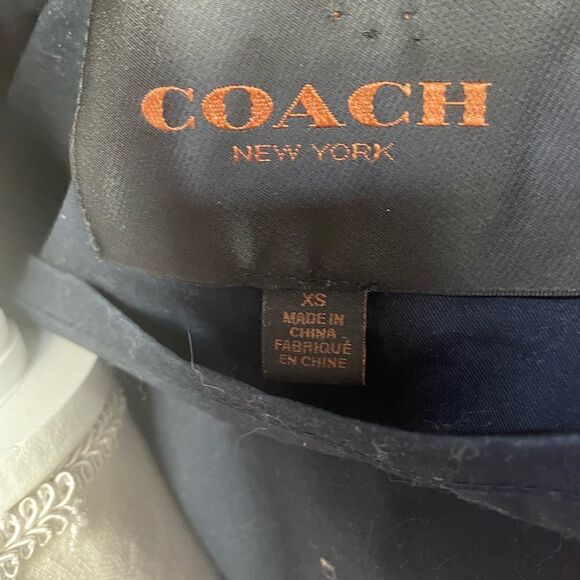 COACH
NEW YORK
XS
MADE IN
CHINA
FABRIQUÉ
EN CHINE